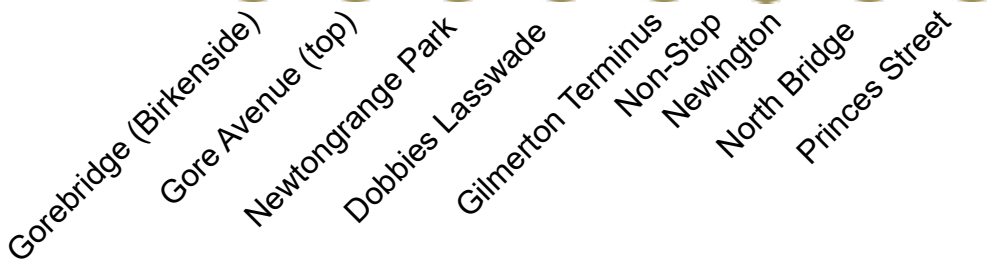 Gorebridge (Birkenside)
Gore Avenue (top)
Newtongrange Park
Dobbies Lasswade
Gilmerton Terminus
Non-Stop
Newington
North Bridge
Princes Street